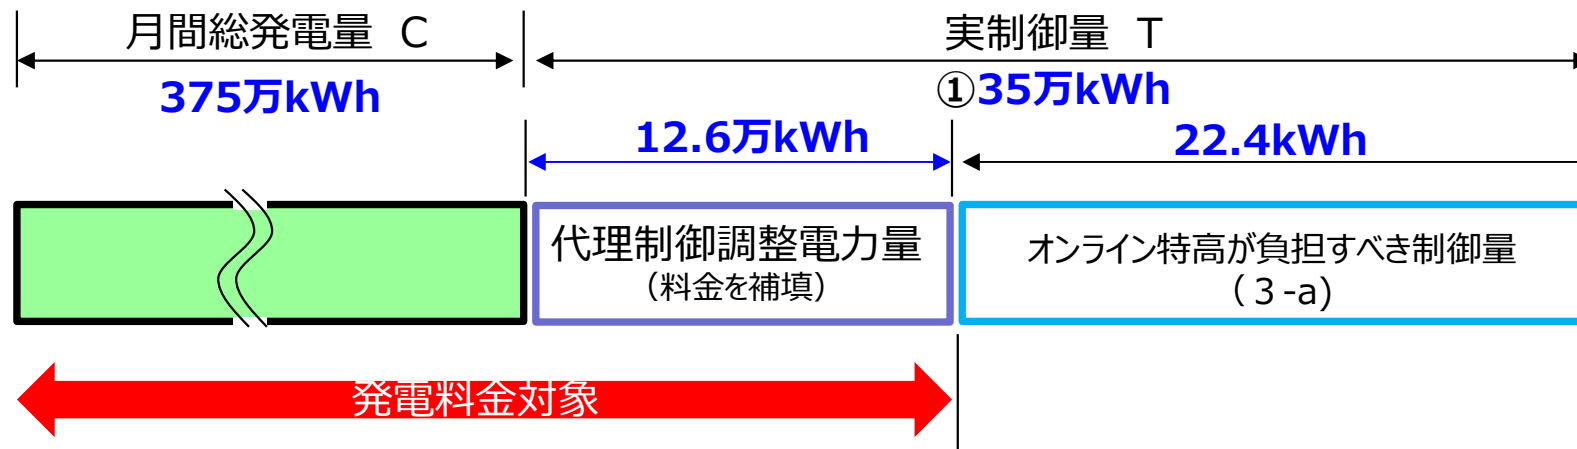 月間総発電量 C
実制御量 T
375万kWh
①35万kWh
12.6万kWh
22.4kWh
代理制御調整電力量
（料金を補填）
オンライン特高が負担すべき制御量
（３-a)
発電料金対象